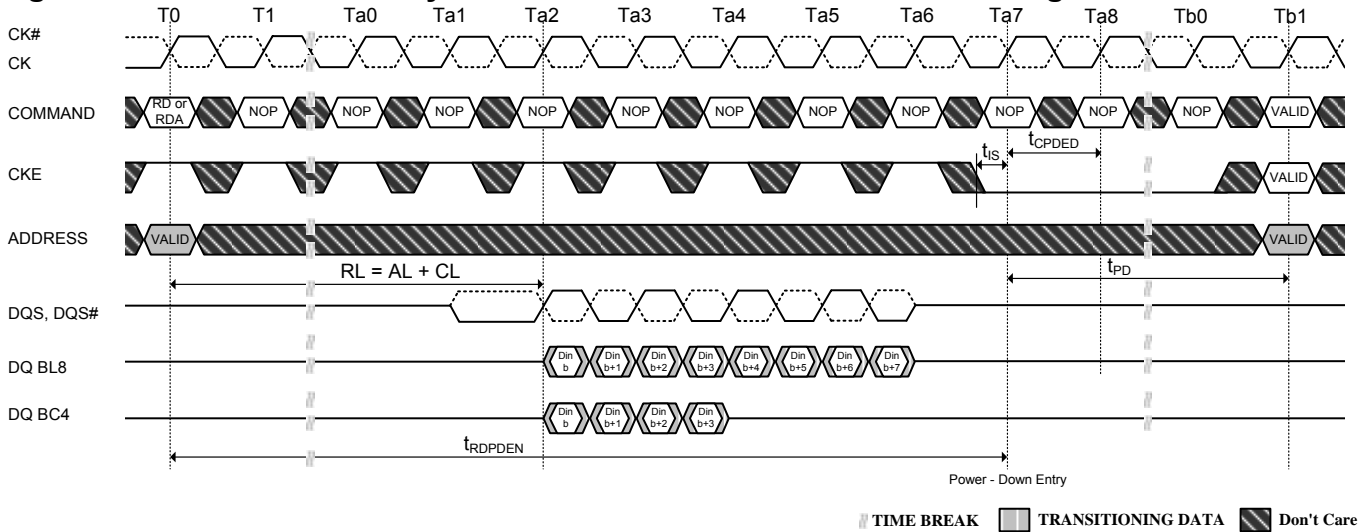 T0 T1 Ta0 Ta1 Ta2 Ta3 Ta4 Ta5 Ta6 Ta7 Ta8 Tb0 Tb1
CK#
CK
COMMAND RD or RDA NOP NOP NOP NOP NOP NOP NOP NOP NOP NOP NOP VALID
tIS tCPDED
CKE VALID
ADDRESS VALID VALID
RL = AL + CL tPD
DQS, DQS#
DQ BL8 Din b Din b+1 Din b+2 Din b+3 Din b+4 Din b+5 Din b+6 Din b+7
DQ BC4 Din b Din b+1 Din b+2 Din b+3
tRDPDEN
Power - Down Entry
TIME BREAK TRANSITIONING DATA Don't Care